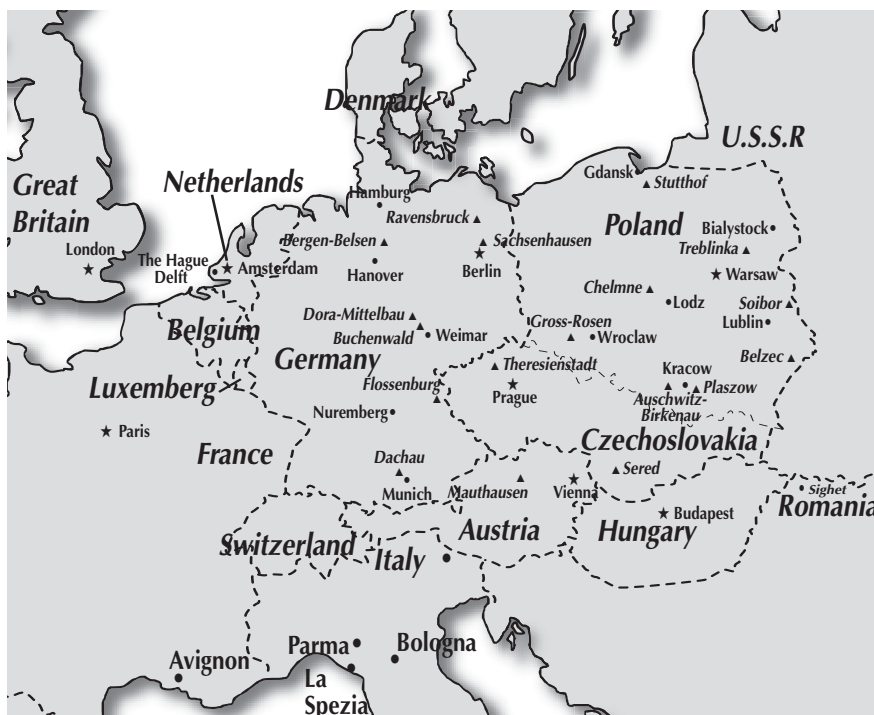 Denmark
U.S.S.R
Great
Britain
Netherlands
Hamburg
Gdansk
Stutthof
Ravensbruck
Poland
Bialystock
London
The Hague
Delft
Amsterdam
Bergen-Belsen
Hanover
Sachsenhausen
Berlin
Treblinka
Warsaw
Chelmne
Lodz
Soibor
Lublin
Belgium
Dora-Mittelbau
Buchenwald
Weimar
Gross-Rosen
Wroclaw
Belzec
Germany
Luxemberg
Theresienstadt
Prague
Kracow
Plaszow
Auschwitz-
Birkenau
Flossenburg
Nuremberg
Paris
France
Czechoslovakia
Dachau
Munich
Mauthausen
Vienna
Sered
Sighet
Romania
Budapest
Hungary
Austria
Switzerland
Italy
Parma
Bologna
Avignon
La
Spezia